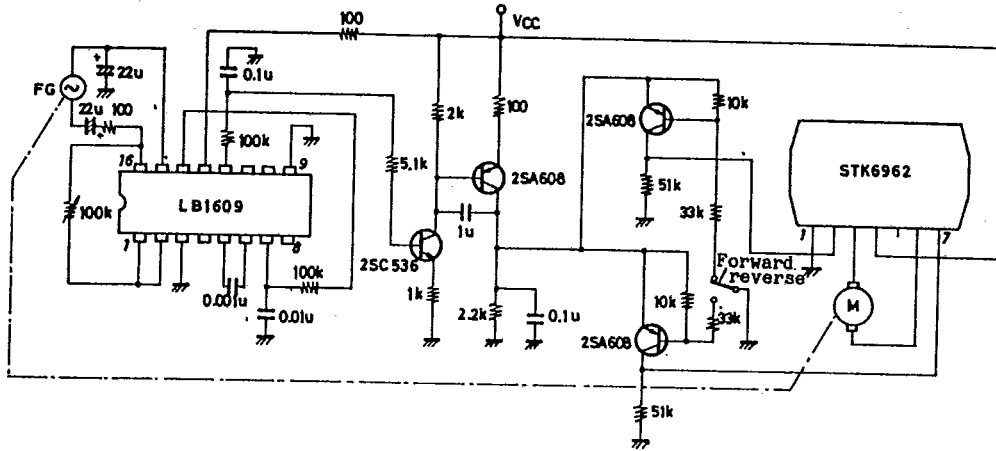 VCC
100
FG
22u
22u
100
0.1u
100k
2k
100
2SA608
10k
5.1k
2SA608
51k
33k
STK6962
16
9
LB1609
100k
1
8
1u
2SC536
1k
0.001u
100k
0.01u
2.2k
0.1u
10k
Forward
reverse
33k
2SA608
51k
1
7
M